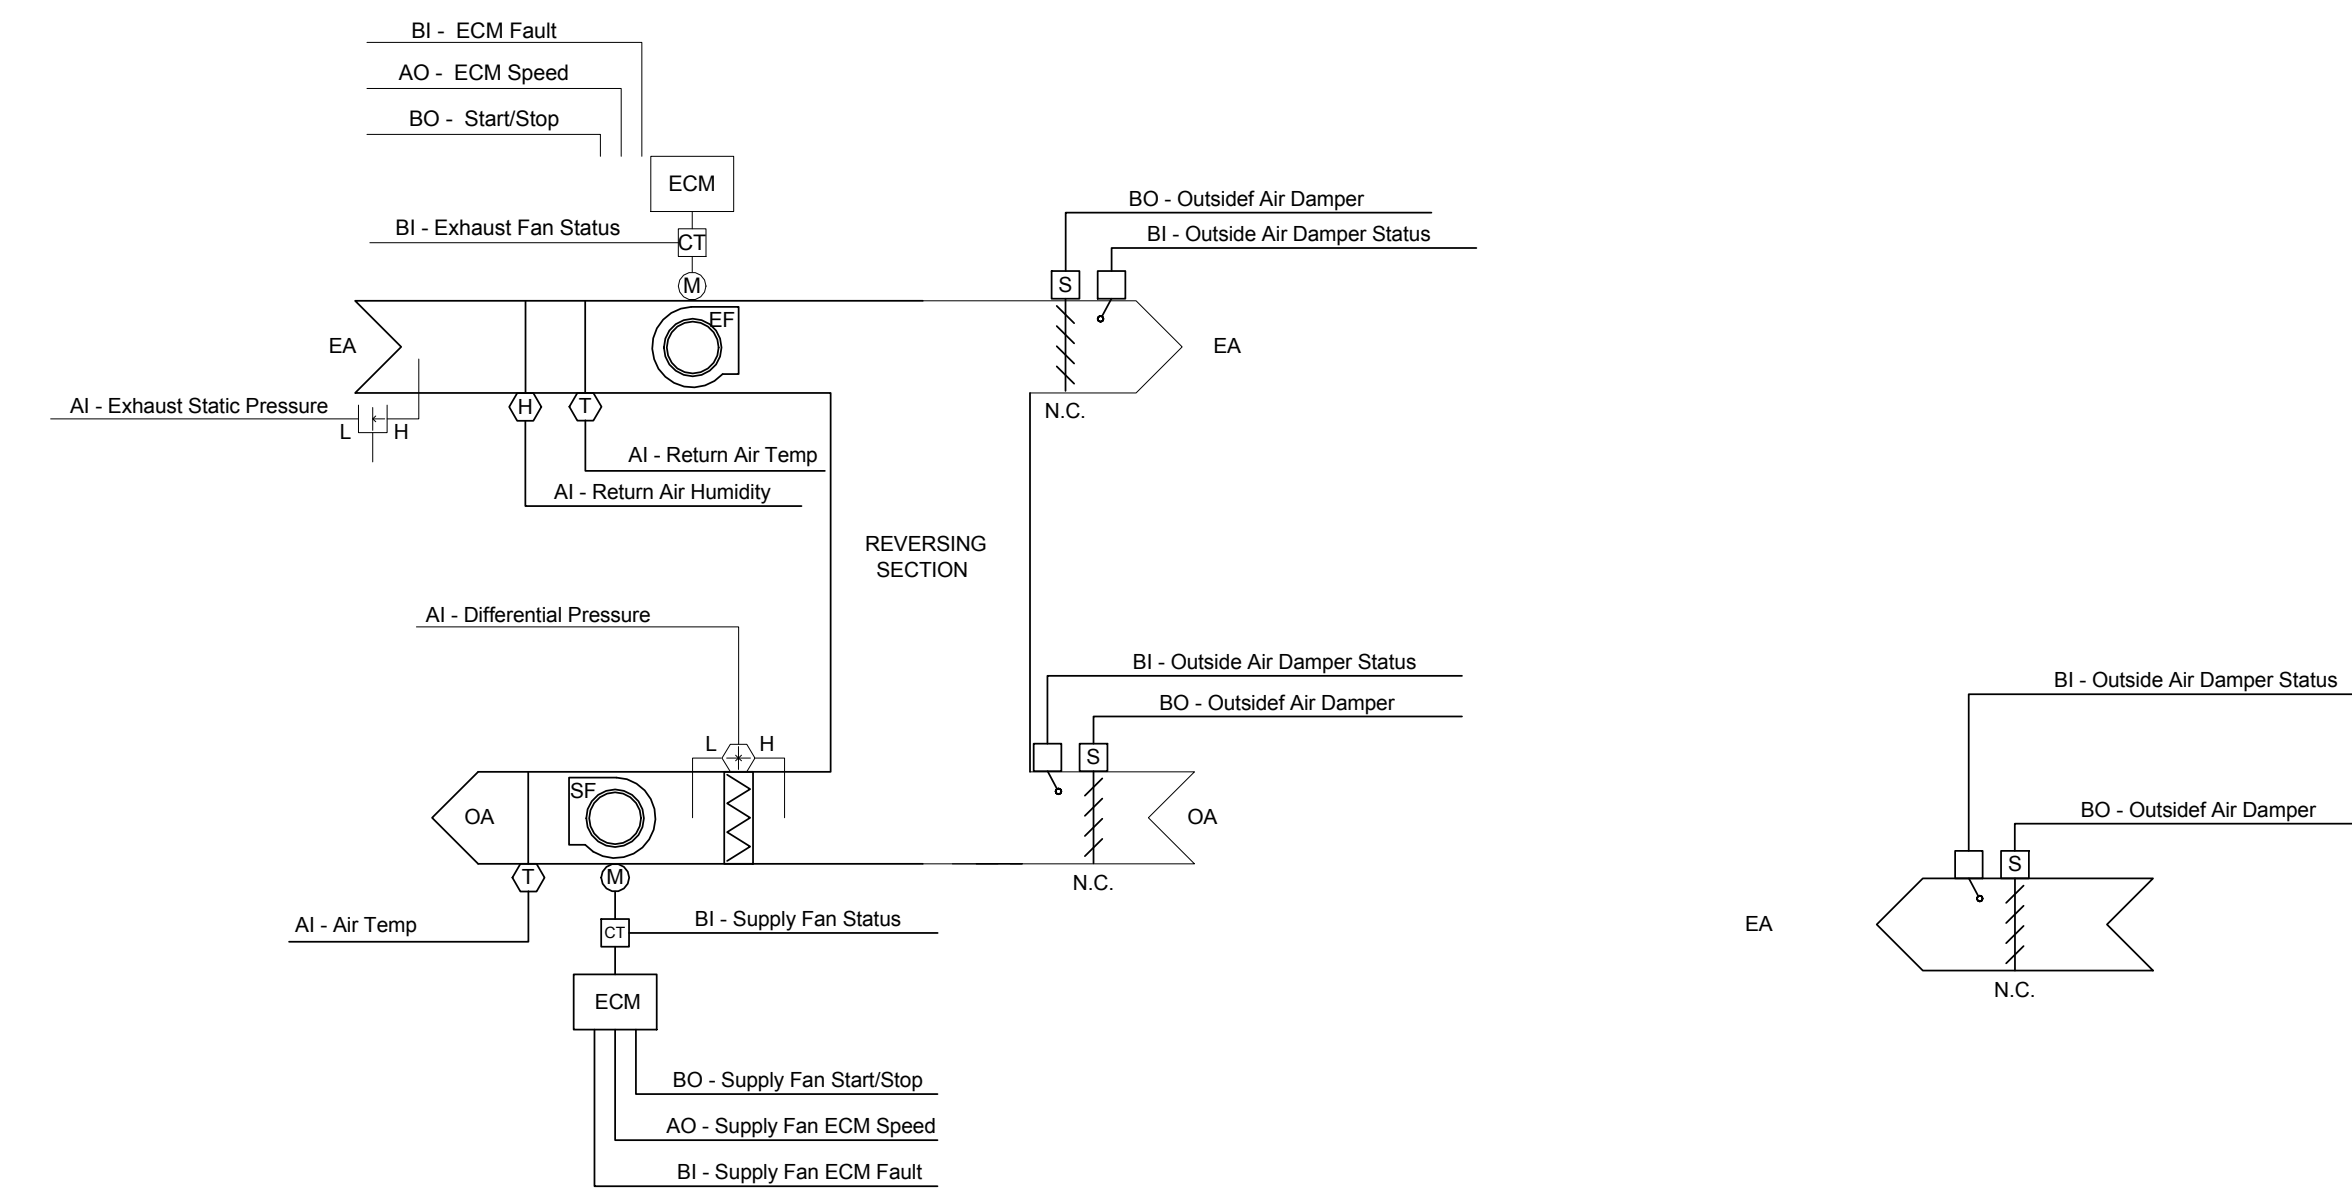 BI - ECM Fault
AO - ECM Speed
BO - Start/Stop
ECM
BI - Exhaust Fan Status
CT
M
EF
EA
AI - Exhaust Static Pressure
L
H
H
T
AI - Return Air Temp
AI - Return Air Humidity
BO - Outsidef Air Damper
BI - Outside Air Damper Status
S
EA
N.C.
REVERSING
SECTION
AI - Differential Pressure
L
H
BI - Outside Air Damper Status
BO - Outsidef Air Damper
S
OA
SF
OA
N.C.
T
M
AI - Air Temp
CT
BI - Supply Fan Status
ECM
BO - Supply Fan Start/Stop
AO - Supply Fan ECM Speed
BI - Supply Fan ECM Fault
BI - Outside Air Damper Status
BO - Outsidef Air Damper
S
EA
N.C.